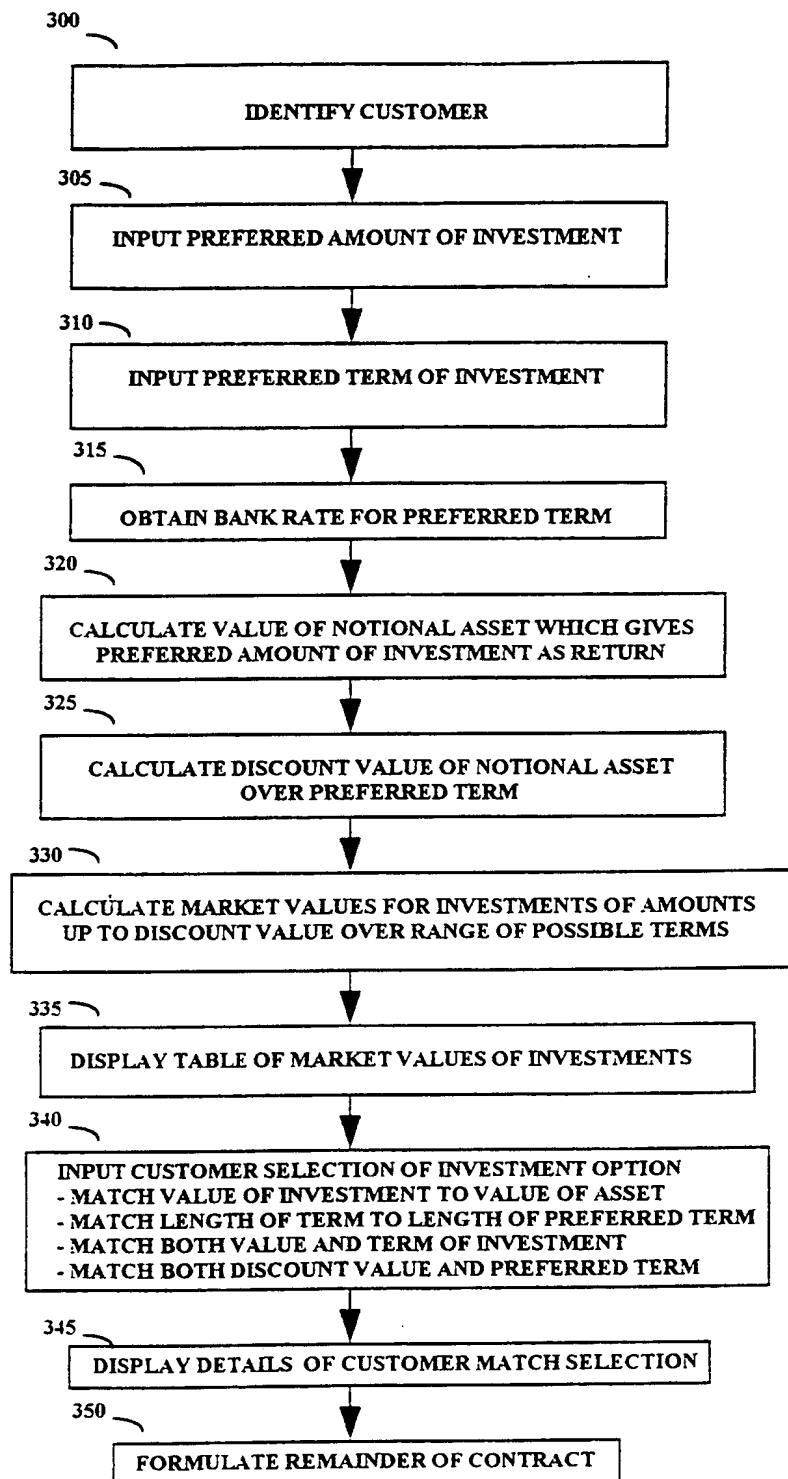 300
IDENTIFY CUSTOMER
305
INPUT PREFERRED AMOUNT OF INVESTMENT
310
INPUT PREFERRED TERM OF INVESTMENT
315
OBTAIN BANK RATE FOR PREFERRED TERM
320
CALCULATE VALUE OF NOTIONAL ASSET WHICH GIVES
PREFERRED AMOUNT OF INVESTMENT AS RETURN
325
CALCULATE DISCOUNT VALUE OF NOTIONAL ASSET
OVER PREFERRED TERM
330
CALCULATE MARKET VALUES FOR INVESTMENTS OF AMOUNTS
UP TO DISCOUNT VALUE OVER RANGE OF POSSIBLE TERMS
335
DISPLAY TABLE OF MARKET VALUES OF INVESTMENTS
340
INPUT CUSTOMER SELECTION OF INVESTMENT OPTION
- MATCH VALUE OF INVESTMENT TO VALUE OF ASSET
- MATCH LENGTH OF TERM TO LENGTH OF PREFERRED TERM
- MATCH BOTH VALUE AND TERM OF INVESTMENT
- MATCH BOTH DISCOUNT VALUE AND PREFERRED TERM
345
DISPLAY DETAILS OF CUSTOMER MATCH SELECTION
350
FORMULATE REMAINDER OF CONTRACT